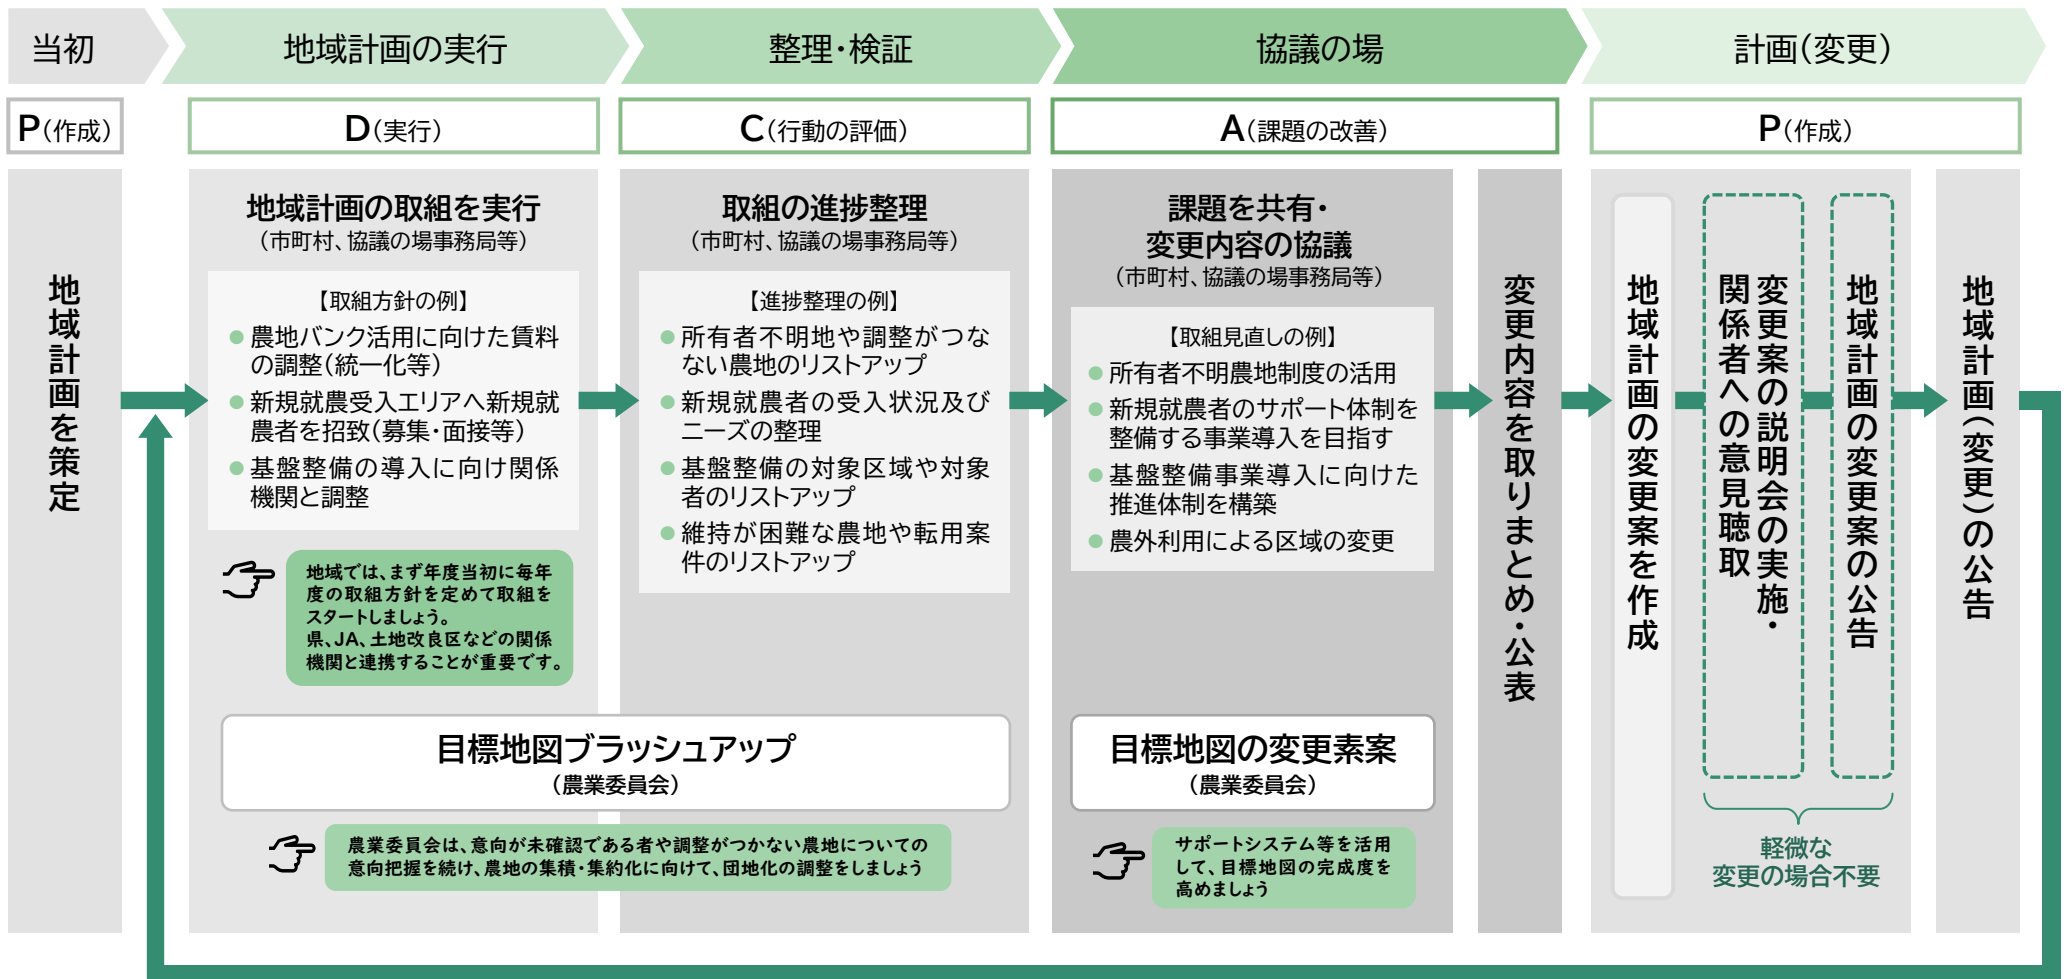 当初
地域計画の実行
整理・検証
協議の場
計画（変更）
P（作成）
D（実行）
C（行動の評価）
A（課題の改善）
P（作成）
地域計画を策定
地域計画の取組を実行
（市町村、協議の場事務局等）
【取組方針の例】
● 農地バンク活用に向けた賃料
の調整（統一化等）
● 新規就農受入エリアへ新規就
農者を招致（募集・面接等）
● 基盤整備の導入に向け関係
機関と調整
地域では、まず年度当初に毎年
度の取組方針を定めて取組を
スタートしましょう。
県、JA、土地改良区などの関係
機関と連携することが重要です。
取組の進捗整理
（市町村、協議の場事務局等）
【進捗整理の例】
● 所有者不明地や調整がつな
ない農地のリストアップ
● 新規就農者の受入状況及び
ニーズの整理
● 基盤整備の対象区域や対象
者のリストアップ
● 維持が困難な農地や転用案
件のリストアップ
目標地図ブラッシュアップ
（農業委員会）
農業委員会は、意向が未確認である者や調整がつかない農地についての
意向把握を続け、農地の集積・集約化に向けて、団地化の調整をしましょう
課題を共有・
変更内容の協議
（市町村、協議の場事務局等）
【取組見直しの例】
● 所有者不明農地制度の活用
● 新規就農者のサポート体制を
整備する事業導入を目指す
● 基盤整備事業導入に向けた
推進体制を構築
● 農外利用による区域の変更
目標地図の変更素案
（農業委員会）
サポートシステム等を活用
して、目標地図の完成度を
高めましょう
変更内容を取りまとめ・公表
地域計画の変更案を作成
変更案の説明会の実施・
関係者への意見聴取
地域計画の変更案の公告
軽微な
変更の場合不要
地域計画（変更）の公告